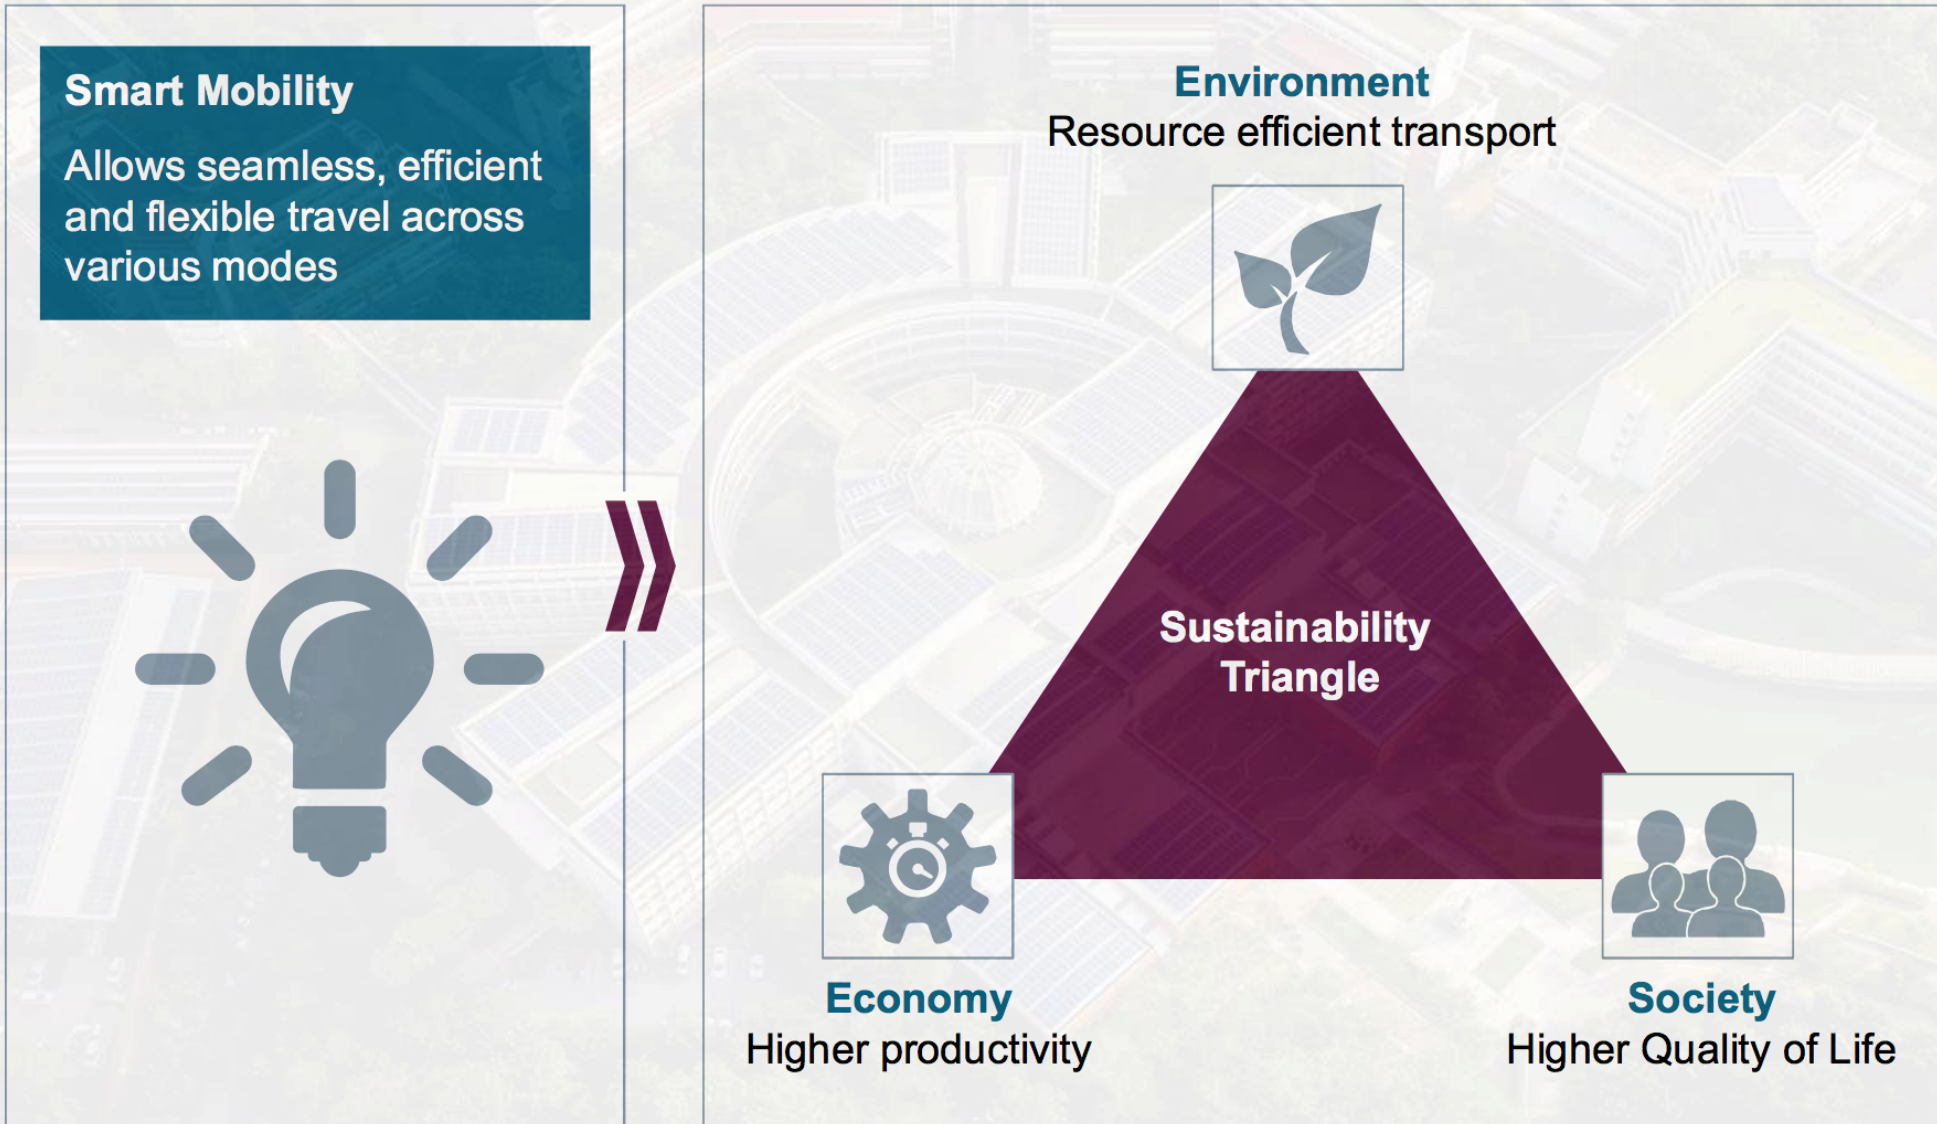 Smart Mobility
Allows seamless, efficient
and flexible travel across
various modes
Environment
Resource efficient transport
Sustainability
Triangle
Economy
Higher productivity
Society
Higher Quality of Life